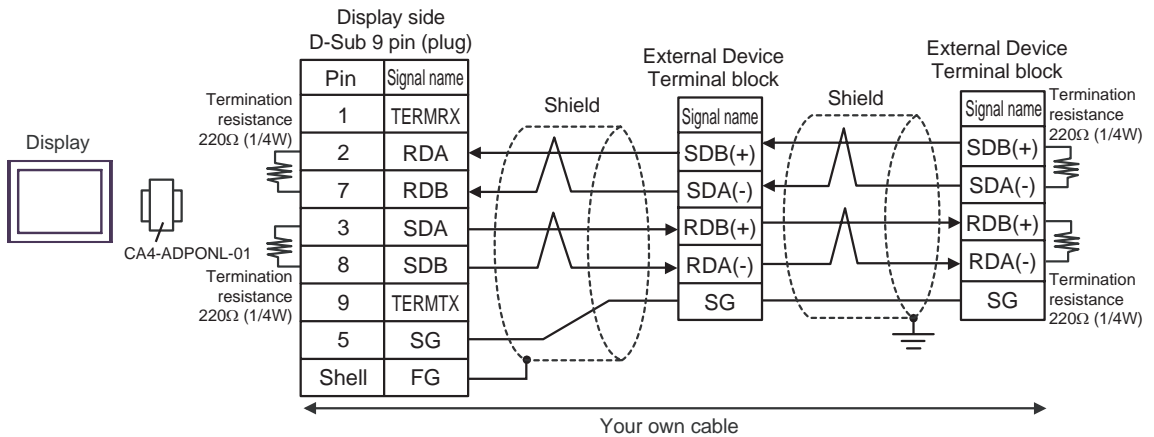 Display side
D-Sub 9 pin (plug)
Pin Signal name
1 TERMRX
2 RDA
7 RDB
3 SDA
8 SDB
9 TERMTX
5 SG
Shell FG
Termination
resistance
220Ω (1/4W)
Termination
resistance
220Ω (1/4W)
Display
CA4-ADPONL-01
Shield
External Device
Terminal block
Signal name
SDB(+)
SDA(-)
RDB(+)
RDA(-)
SG
Shield
External Device
Terminal block
Signal name
SDB(+)
SDA(-)
RDB(+)
RDA(-)
SG
Termination
resistance
220Ω (1/4W)
Termination
resistance
220Ω (1/4W)
Your own cable